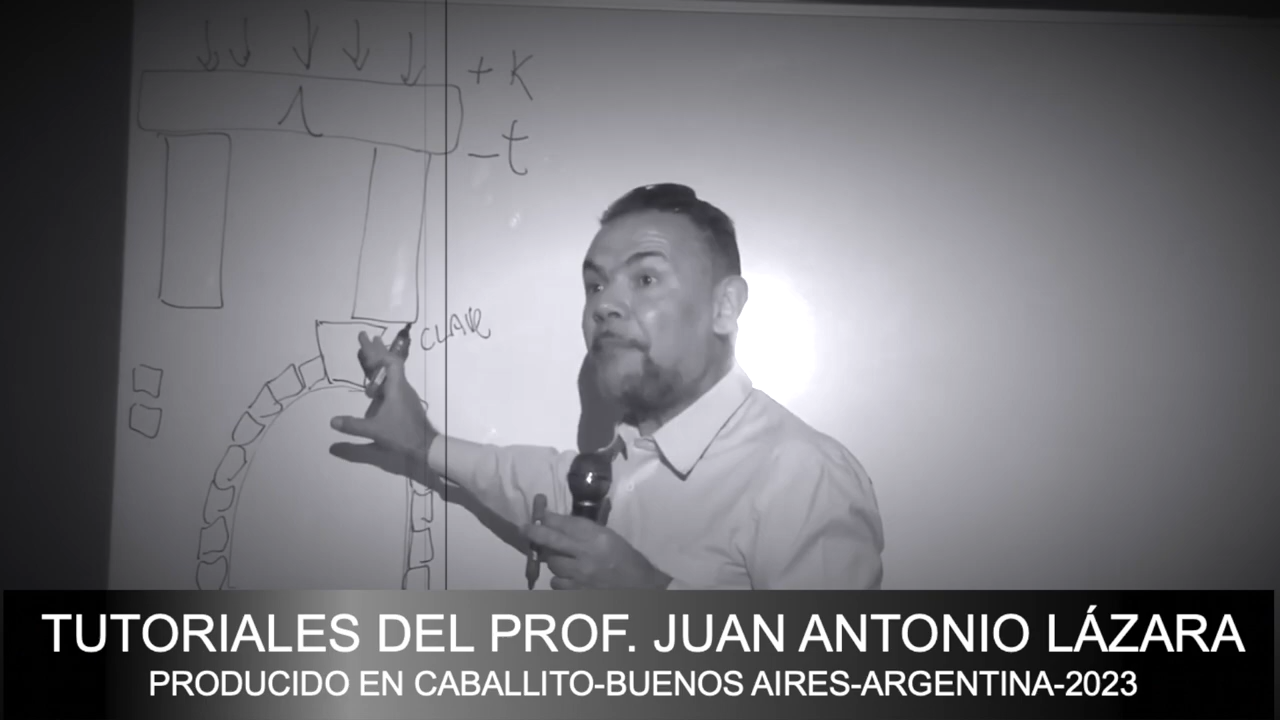 + K
- t
CLAVE
TUTORIALES DEL PROF. JUAN ANTONIO LÁZARA
PRODUCIDO EN CABALLITO-BUENOS AIRES-ARGENTINA-2023